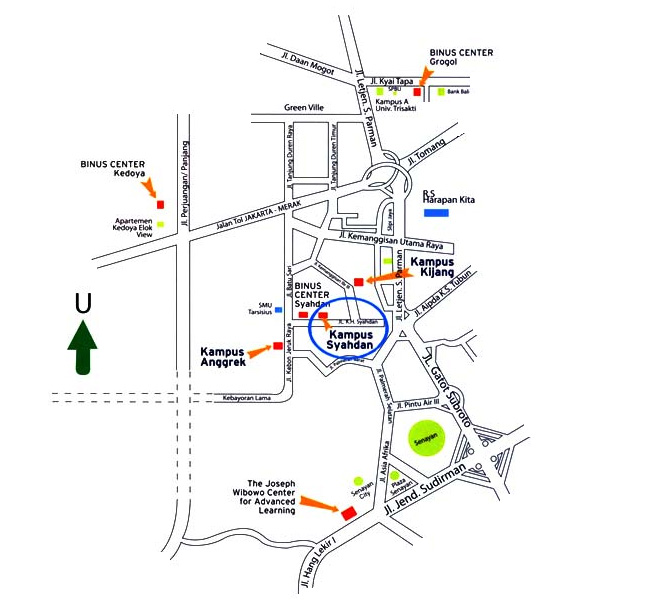 BINUS CENTER
Grogol
Jl. Daan Mogot
Jl. Kyai Tapa
SPBU
Bank Bali
Kampus A
Univ. Trisakti
Green Ville
Jl. Letjen. S. Parman
Jl. Tomang
Jl. Tanjung Duren Raya
Jl. Tanjung Duren Timur
Jl. Perjuangan/ Panjang
BINUS CENTER
Kedoya
R.S
Harapan Kita
Jalan Tol JAKARTA - MERAK
Slipi Jaya
Apartemen
Kedoya Elok
View
Jl. Kemanggisan Utama Raya
Kampus
Kijang
Jl. Letjen. S. Parman
Jl. Batu Sari
Jl. Aipda K.S. Tubun
U
BINUS
CENTER
Syahdan
SMU
Tarsisius
JL. K.H. Syahdan
Kampus
Syahdan
Kampus
Anggrek
Jl. Kebon Jeruk Raya
Jl. Gatot Subroto
Jl. Palmerah Selatan
Kebayoran Lama
Jl. Pintu Air III
Senayan
Jl. Asia Afrika
Plaza
Senayan
Senayan
City
Jl. Jend. Sudirman
The Joseph
Wibowo Center
for Advanced
Learning
Jl. Hang Lekir I